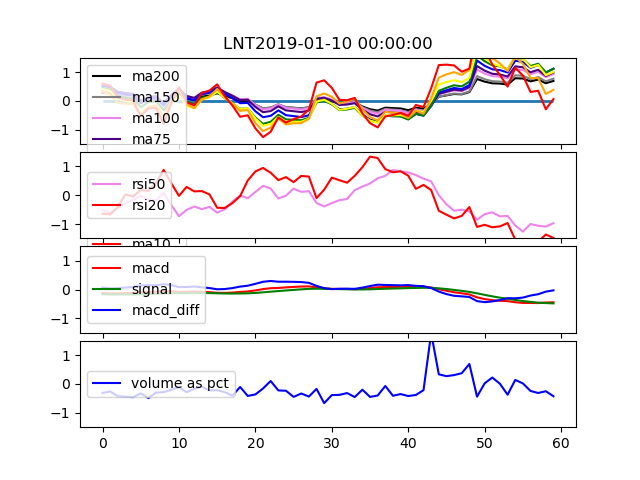 LNT2019-01-10 00:00:00
1
0
−1
ma200
ma150
ma100
ma75
1
0
−1
rsi50
rsi20
ma10
1
0
−1
macd
signal
macd_diff
1
0
−1
volume as pct
0 10 20 30 40 50 60